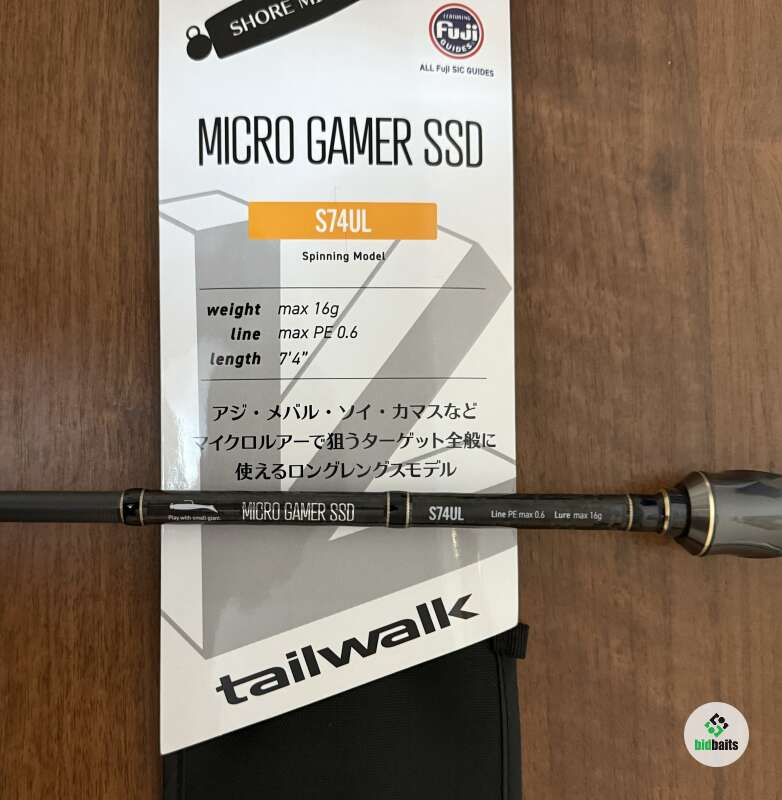 SHORE
FEATURING
Fuji
GUIDES
ALL Fuji SiC GUIDES
MICRO GAMER SSD
S74UL
Spinning Model
weight max 16g
line max PE 0.6
length 7'4"
アジ・メバル・ソイ・カマスなど
マイクロルアーで狙うターゲット全般に
使えるロングレングスモデル
Play with small giant.
MICRO GAMER SSD
S74UL
Line PE max 0.6 Lure max 16g
tailwalk
bidbaits